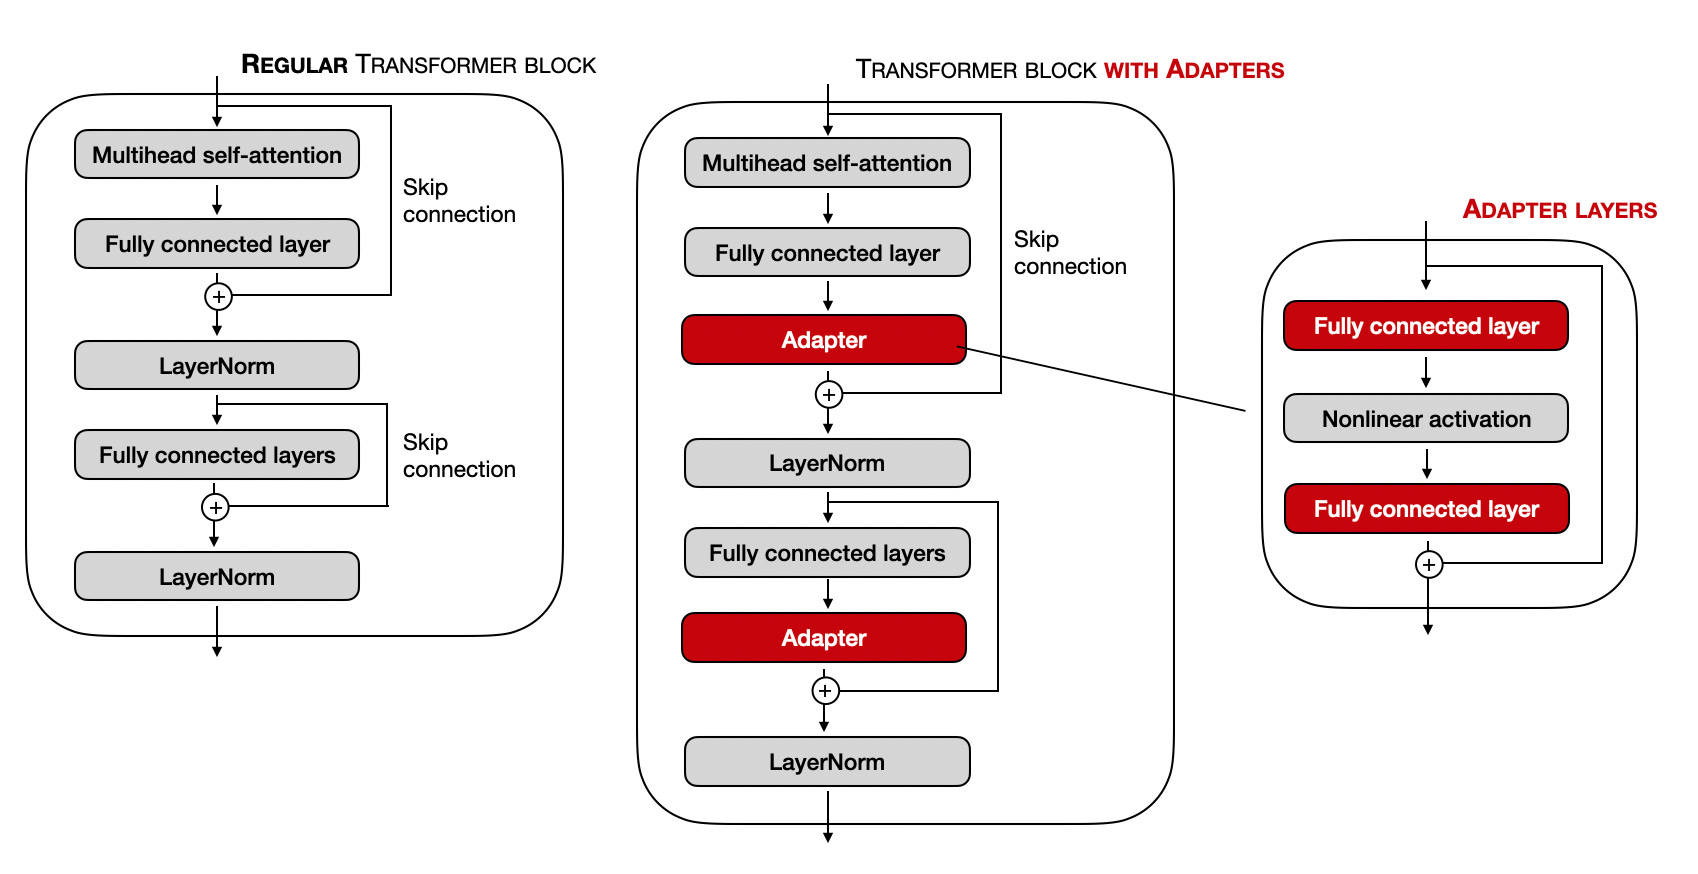 REGULAR TRANSFORMER BLOCK
Multihead self-attention
Skip
connection
Fully connected layer
+
LayerNorm
Fully connected layers
Skip
connection
+
LayerNorm
TRANSFORMER BLOCK WITH ADAPTERS
Multihead self-attention
Fully connected layer
Skip
connection
Adapter
+
LayerNorm
Fully connected layers
Adapter
+
LayerNorm
ADAPTER LAYERS
Fully connected layer
Nonlinear activation
Fully connected layer
+